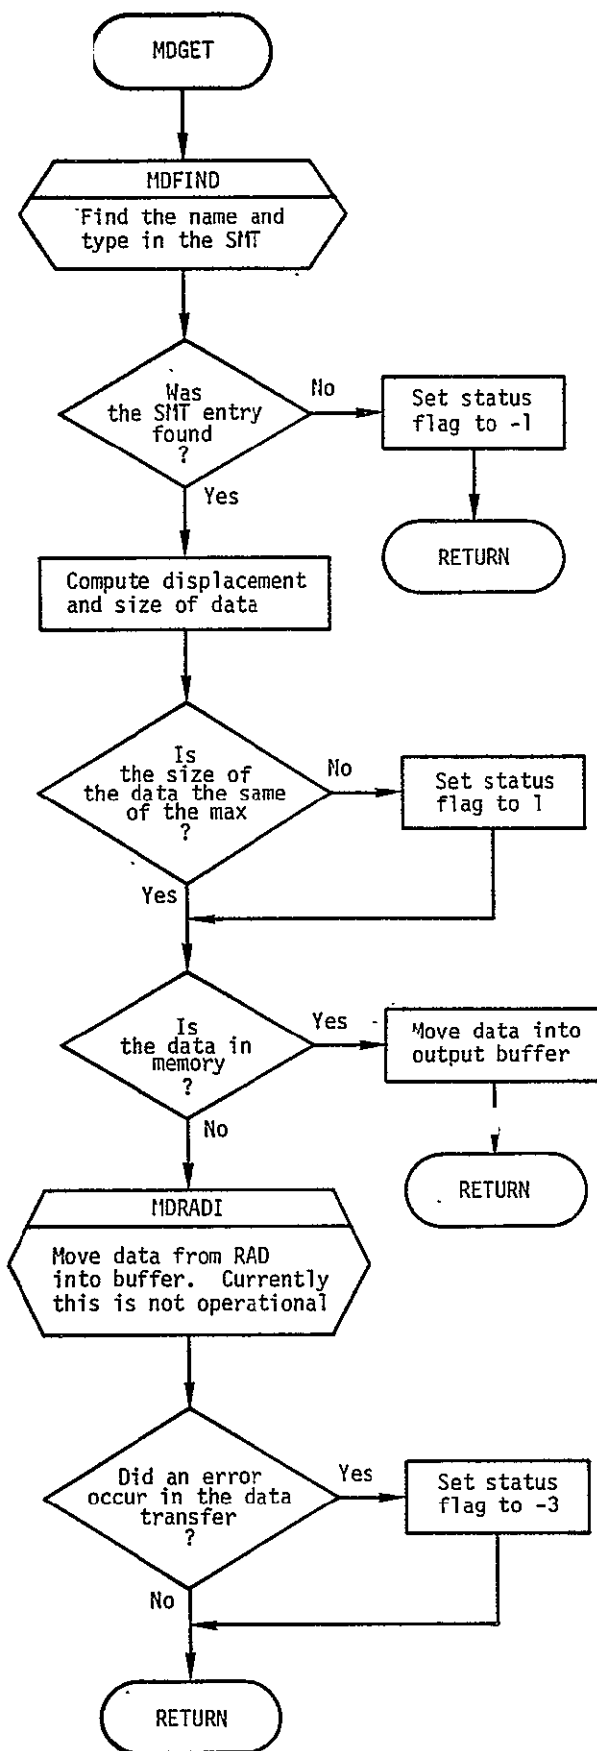 MDGET
MDFIND
Find the name and
type in the SMT
Was
the SMT entry
found
?
No
Set status
flag to -1
Yes
RETURN
Compute displacement
and size of data
Is
the size of
the data the same
of the max
?
No
Set status
flag to 1
Yes
Is
the data in
memory
?
Yes
Move data into
output buffer
No
RETURN
MDRADI
Move data from RAD
into buffer. Currently
this is not operational
Did an error
occur in the data
transfer
?
Yes
Set status
flag to -3
No
RETURN